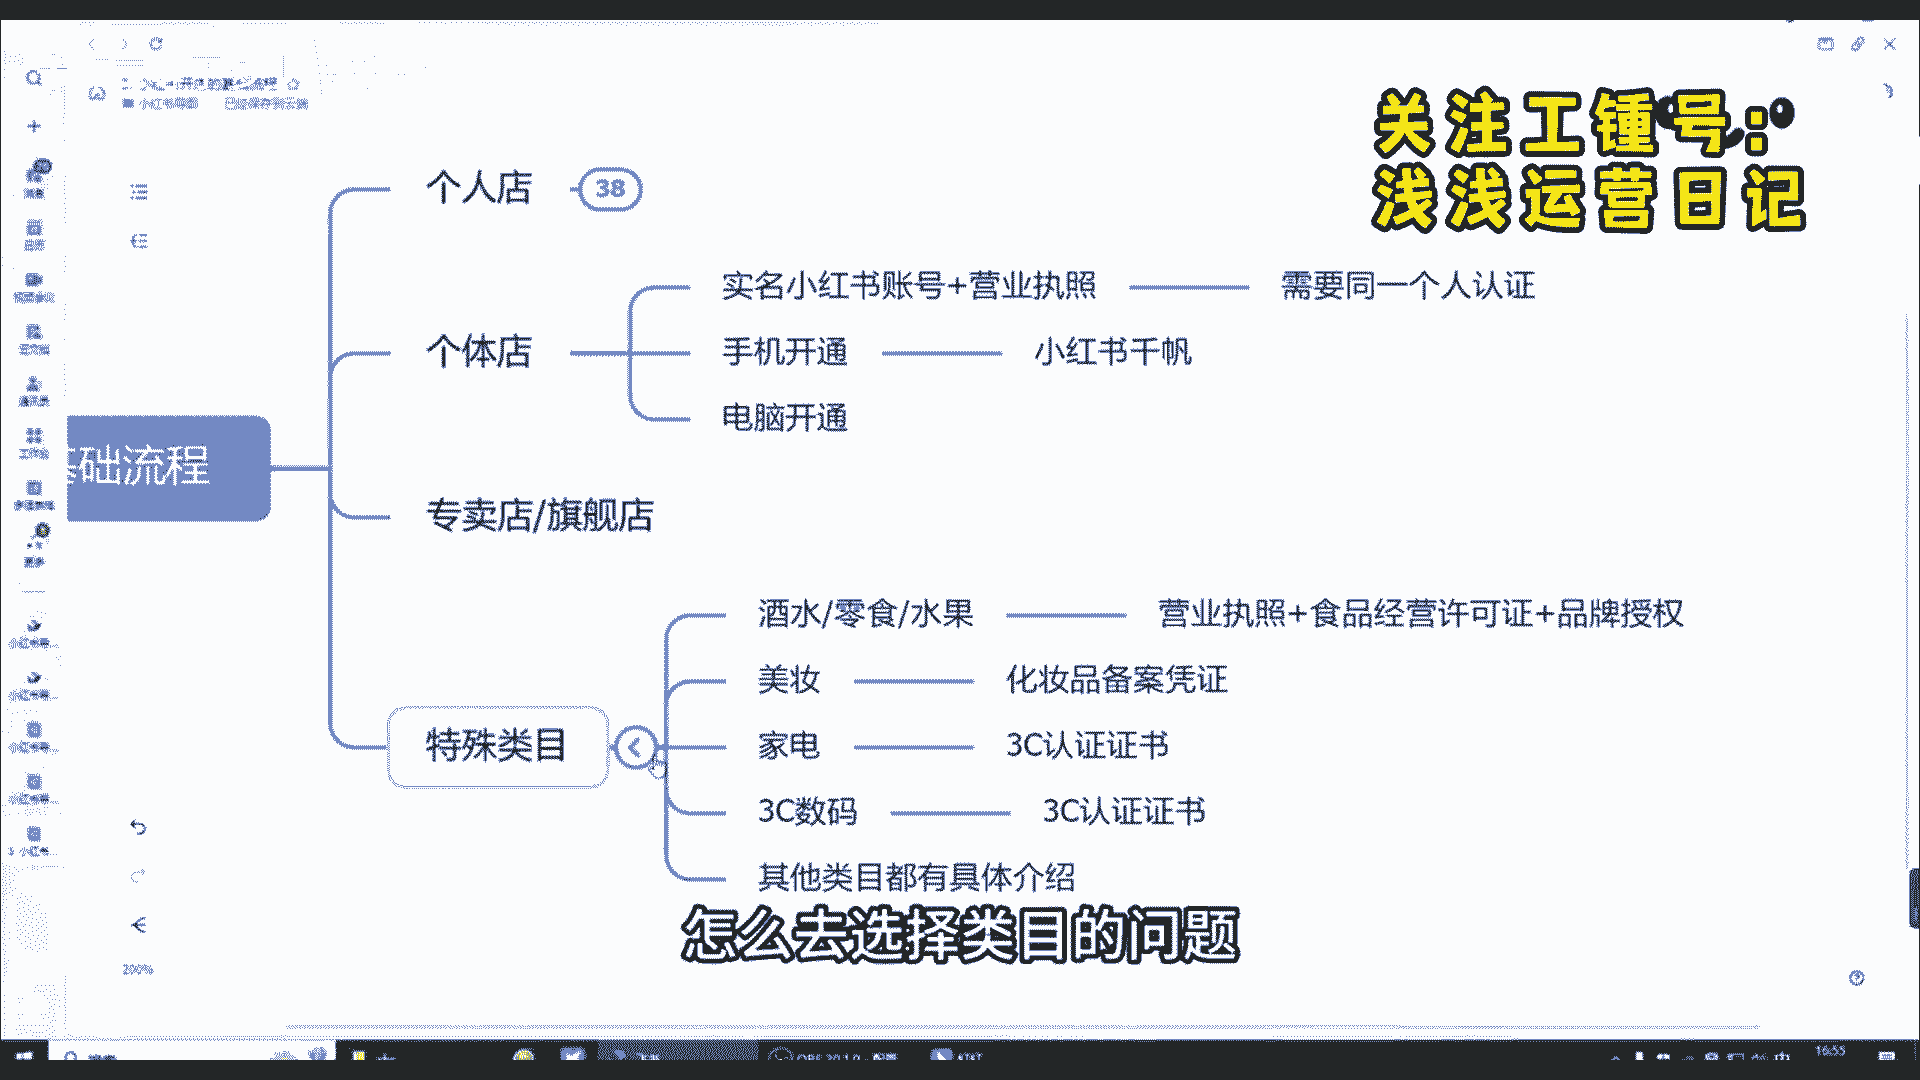 关注工锺号:
浅浅运营日记
个人店
38
实名小红书账号+营业执照
需要同一个人认证
个体店
手机开通
小红书千帆
电脑开通
础流程
专卖店/旗舰店
酒水/零食/水果
营业执照+食品经营许可证+品牌授权
美妆
化妆品备案凭证
特殊类目
家电
3C认证证书
3C数码
3C认证证书
其他类目都有具体介绍
怎么去选择类目的问题
200%
16:55